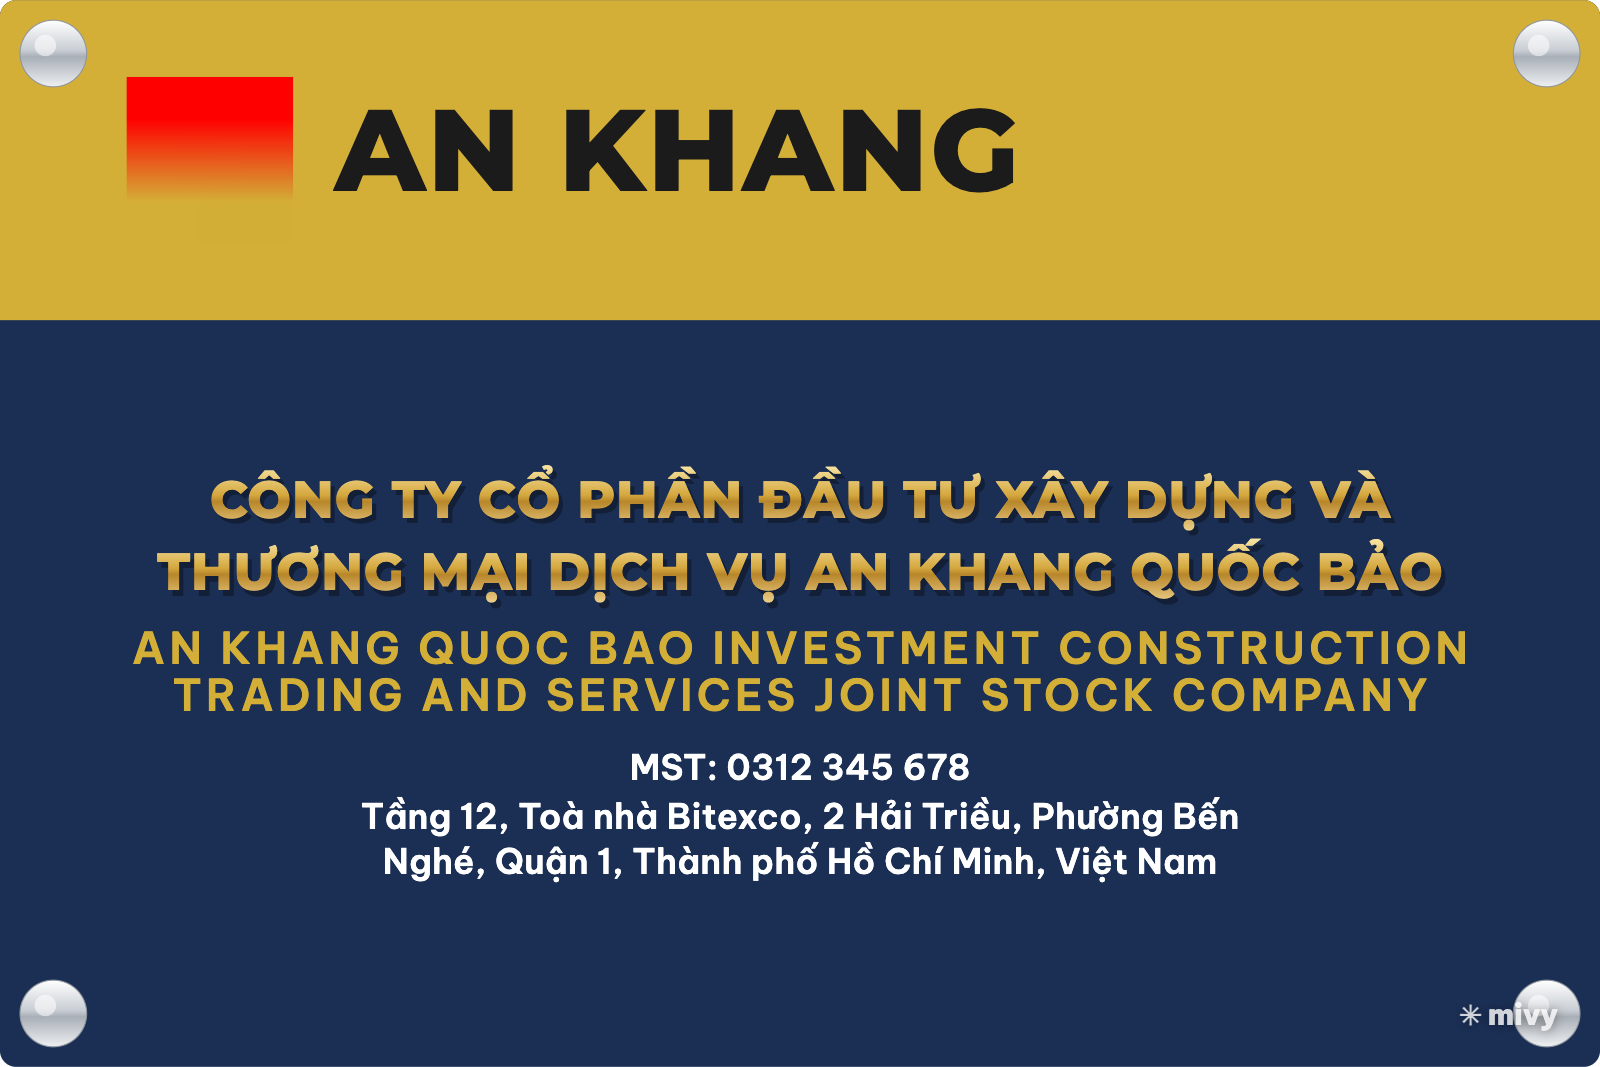 AN KHANG
CÔNG TY CỔ PHẦN ĐẦU TƯ XÂY DỰNG VÀ
THƯƠNG MẠI DỊCH VỤ AN KHANG QUỐC BẢO
AN KHANG QUOC BAO INVESTMENT CONSTRUCTION
TRADING AND SERVICES JOINT STOCK COMPANY
MST: 0312 345 678
Tầng 12, Toà nhà Bitexco, 2 Hải Triều, Phường Bến
Nghé, Quận 1, Thành phố Hồ Chí Minh, Việt Nam
mivy